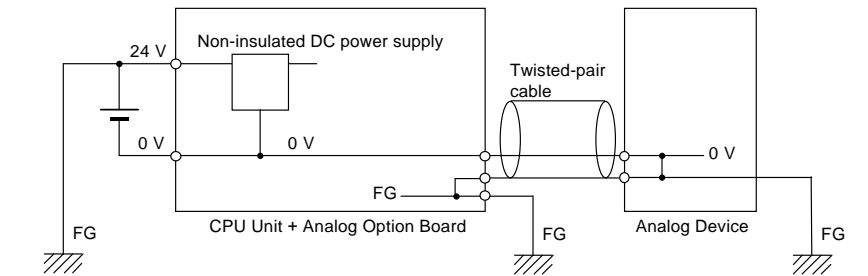 Non-insulated DC power supply
24 V
Twisted-pair
cable
0 V
0 V
0 V
FG
FG
CPU Unit + Analog Option Board
FG
Analog Device
FG